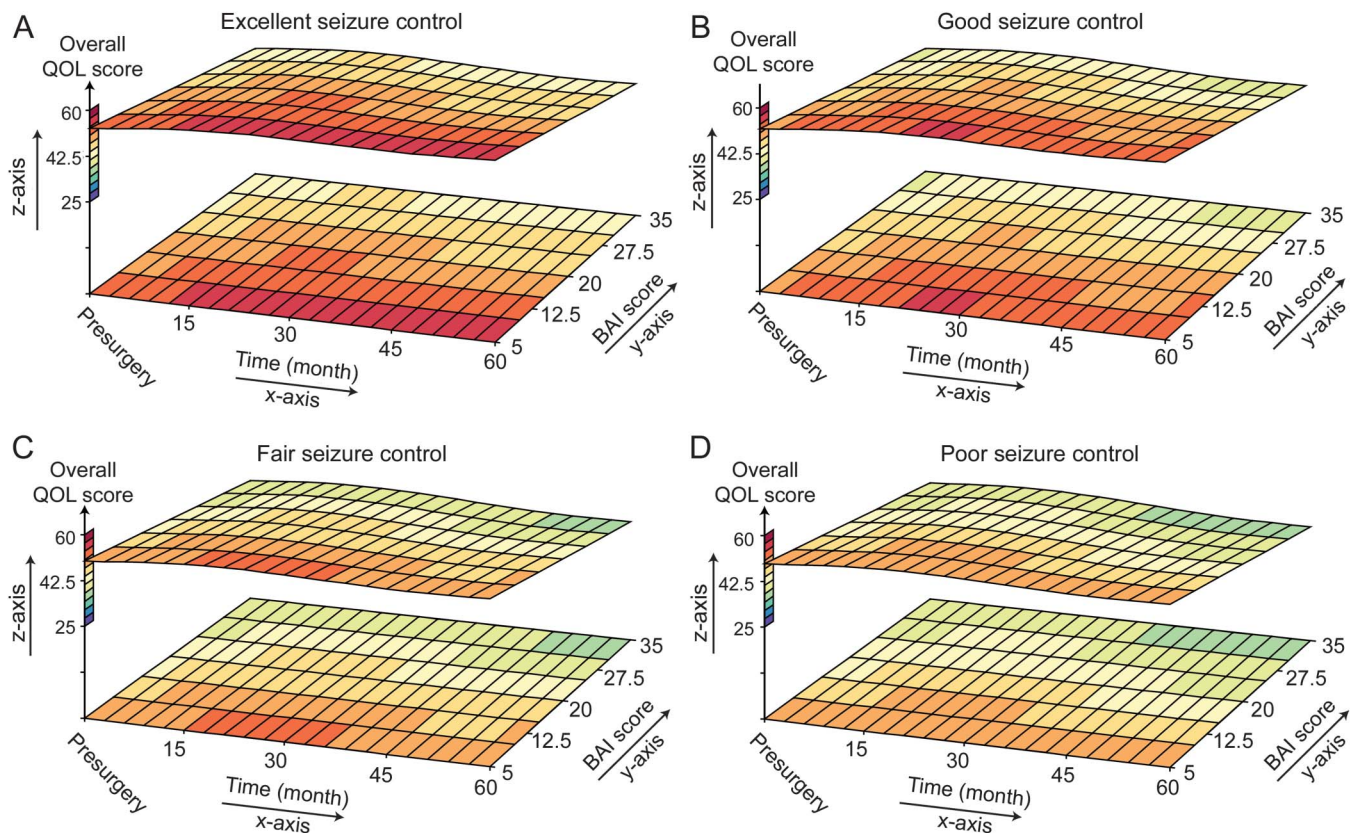 A
Excellent seizure control
Overall
QOL score
60
42.5
25
z-axis
Presurgery
15
30
45
60
Time (month)
x-axis
5
12.5
20
27.5
35
BAI score
y-axis
B
Good seizure control
Overall
QOL score
60
42.5
25
z-axis
Presurgery
15
30
45
60
Time (month)
x-axis
5
12.5
20
27.5
35
BAI score
y-axis
C
Fair seizure control
Overall
QOL score
60
42.5
25
z-axis
Presurgery
15
30
45
60
Time (month)
x-axis
5
12.5
20
27.5
35
BAI score
y-axis
D
Poor seizure control
Overall
QOL score
60
42.5
25
z-axis
Presurgery
15
30
45
60
Time (month)
x-axis
5
12.5
20
27.5
35
BAI score
y-axis